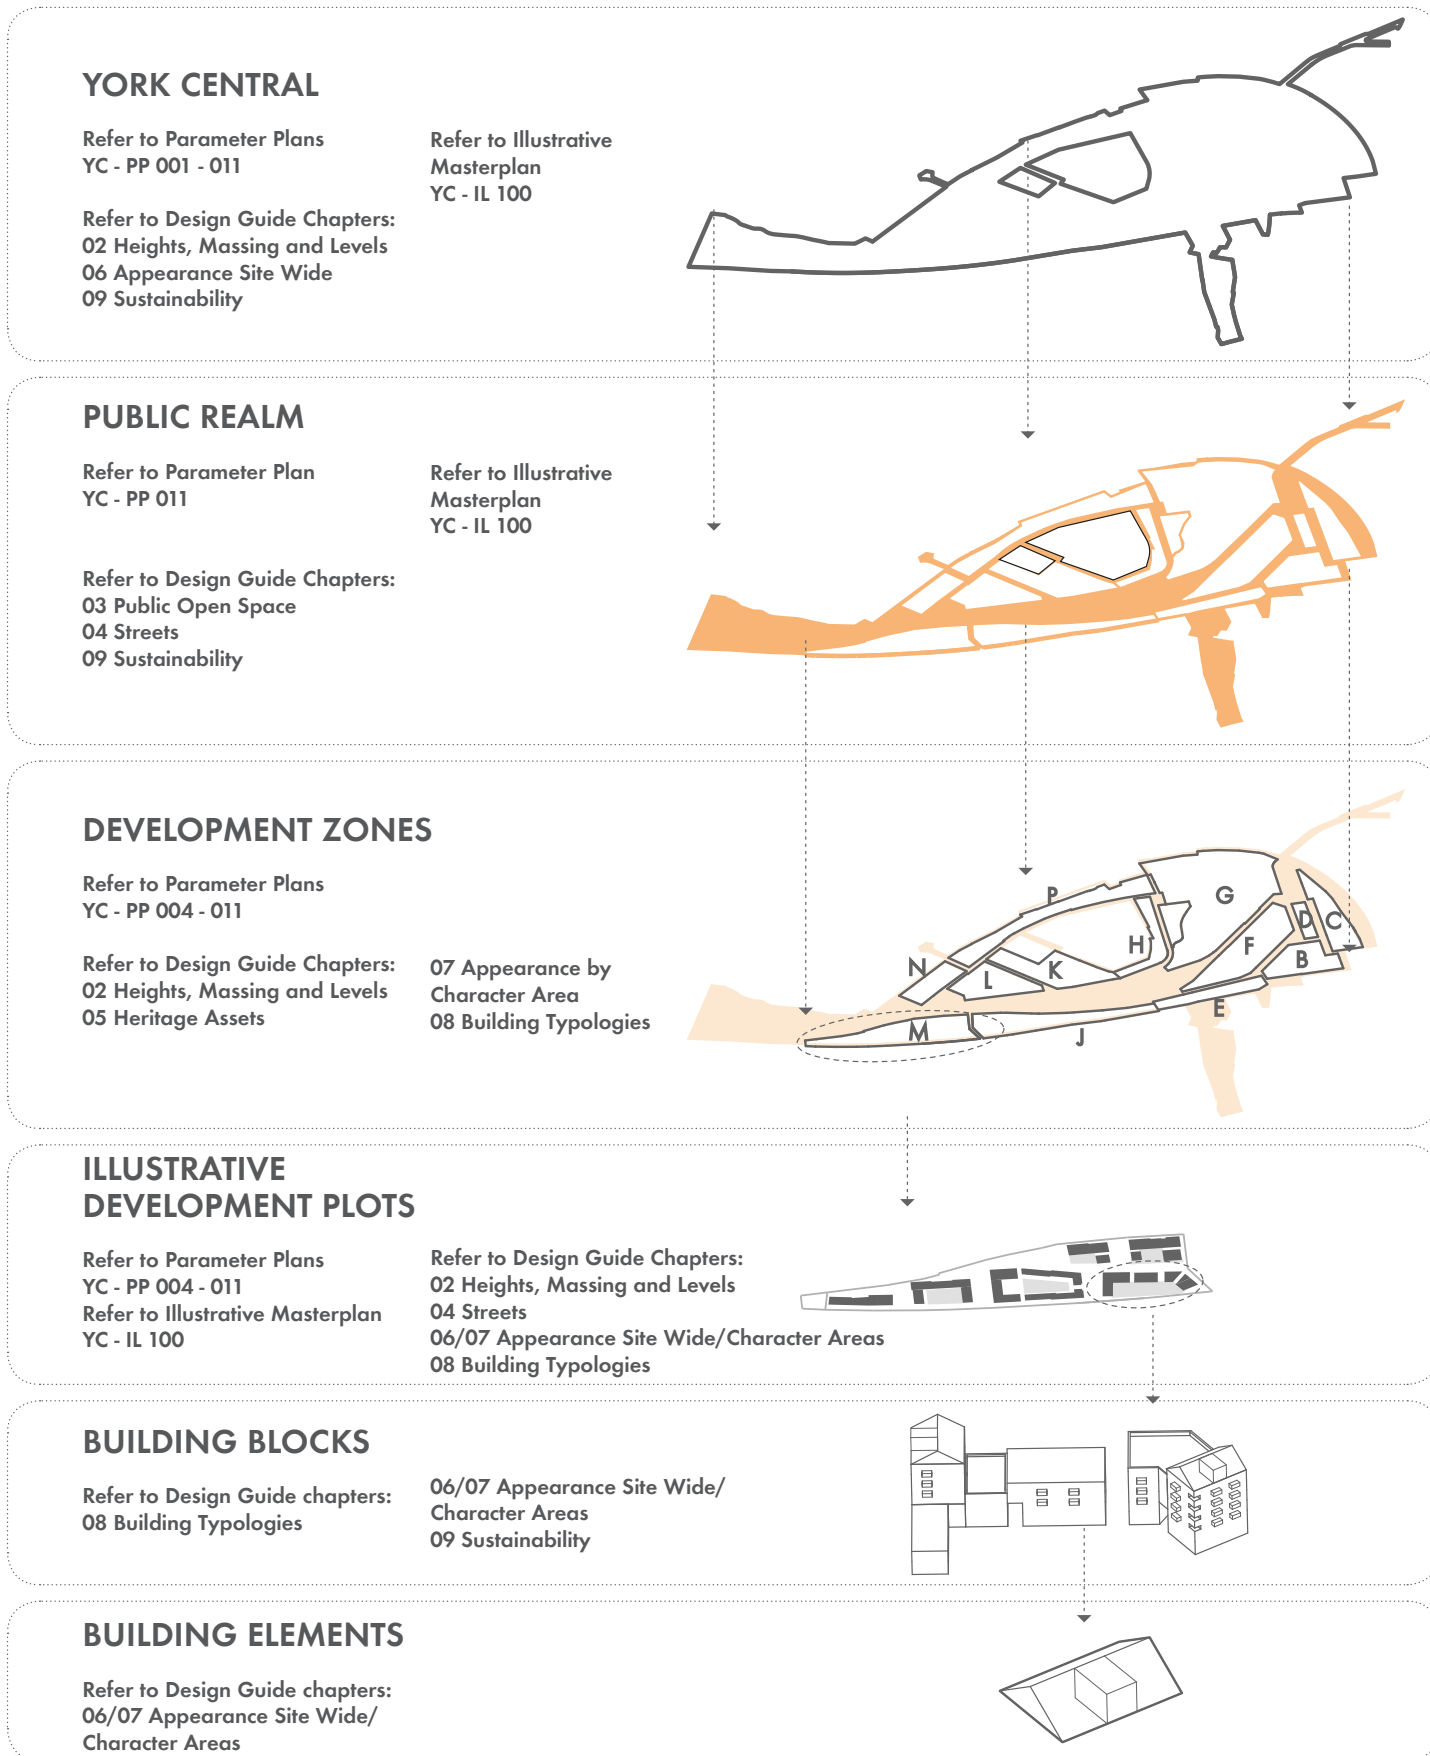 YORK CENTRAL
Refer to Parameter Plans
YC - PP 001 - 011
Refer to Design Guide Chapters:
02 Heights, Massing and Levels
06 Appearance Site Wide
09 Sustainability
Refer to Illustrative
Masterplan
YC - IL 100
PUBLIC REALM
Refer to Parameter Plan
YC - PP 011
Refer to Design Guide Chapters:
03 Public Open Space
04 Streets
09 Sustainability
Refer to Illustrative
Masterplan
YC - IL 100
DEVELOPMENT ZONES
Refer to Parameter Plans
YC - PP 004 - 011
Refer to Design Guide Chapters:
02 Heights, Massing and Levels
05 Heritage Assets
07 Appearance by
Character Area
08 Building Typologies
P
G
D
C
H
F
B
N
L
K
E
M
J
ILLUSTRATIVE
DEVELOPMENT PLOTS
Refer to Parameter Plans
YC - PP 004 - 011
Refer to Illustrative Masterplan
YC - IL 100
Refer to Design Guide Chapters:
02 Heights, Massing and Levels
04 Streets
06/07 Appearance Site Wide/Character Areas
08 Building Typologies
BUILDING BLOCKS
Refer to Design Guide chapters:
08 Building Typologies
06/07 Appearance Site Wide/
Character Areas
09 Sustainability
BUILDING ELEMENTS
Refer to Design Guide chapters:
06/07 Appearance Site Wide/
Character Areas